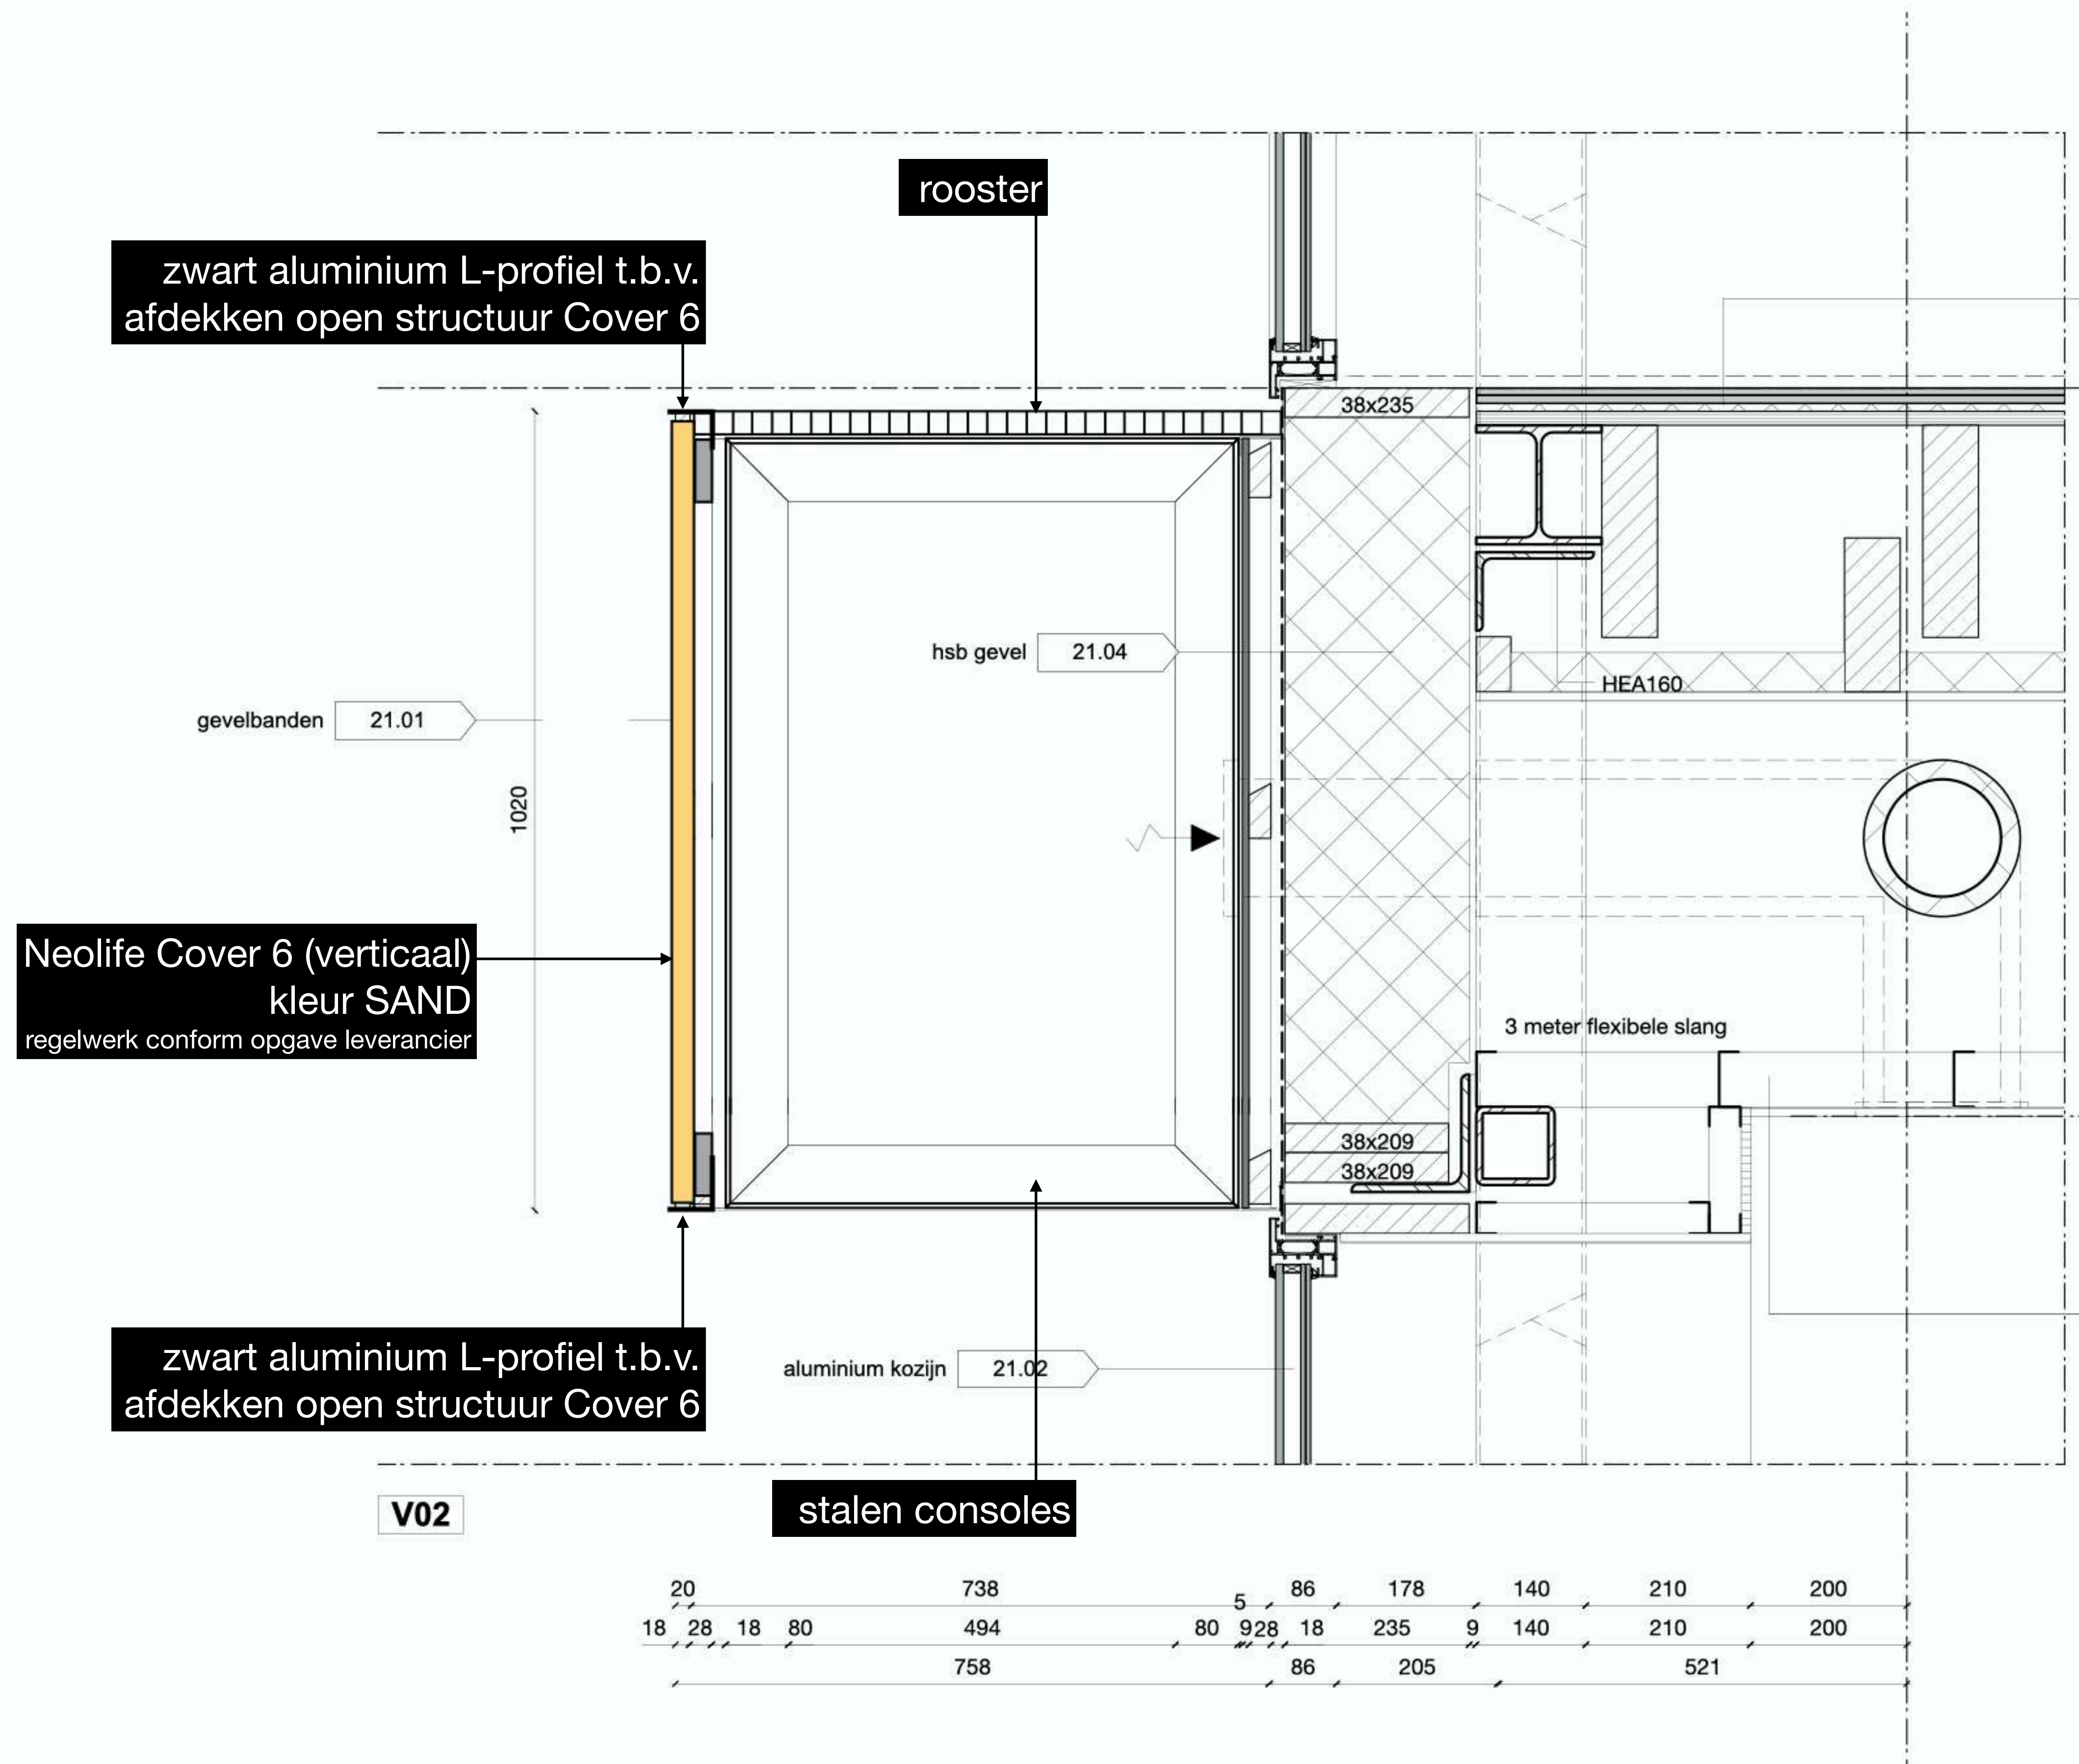 rooster
zwart aluminium L-profiel t.b.v.
afdekken open structuur Cover 6
38x235
hsb gevel 21.04
HEA160
gevelbanden 21.01
1020
Neolife Cover 6 (verticaal)
kleur SAND
regelwerk conform opgave leverancier
3 meter flexibele slang
38x209
38x209
zwart aluminium L-profiel t.b.v.
afdekken open structuur Cover 6
aluminium kozijn 21.02
stalen consoles
V02
20 738 5 86 178 140 210 200
18 28 18 80 494 80 9 28 18 235 9 140 210 200
758 86 205 521